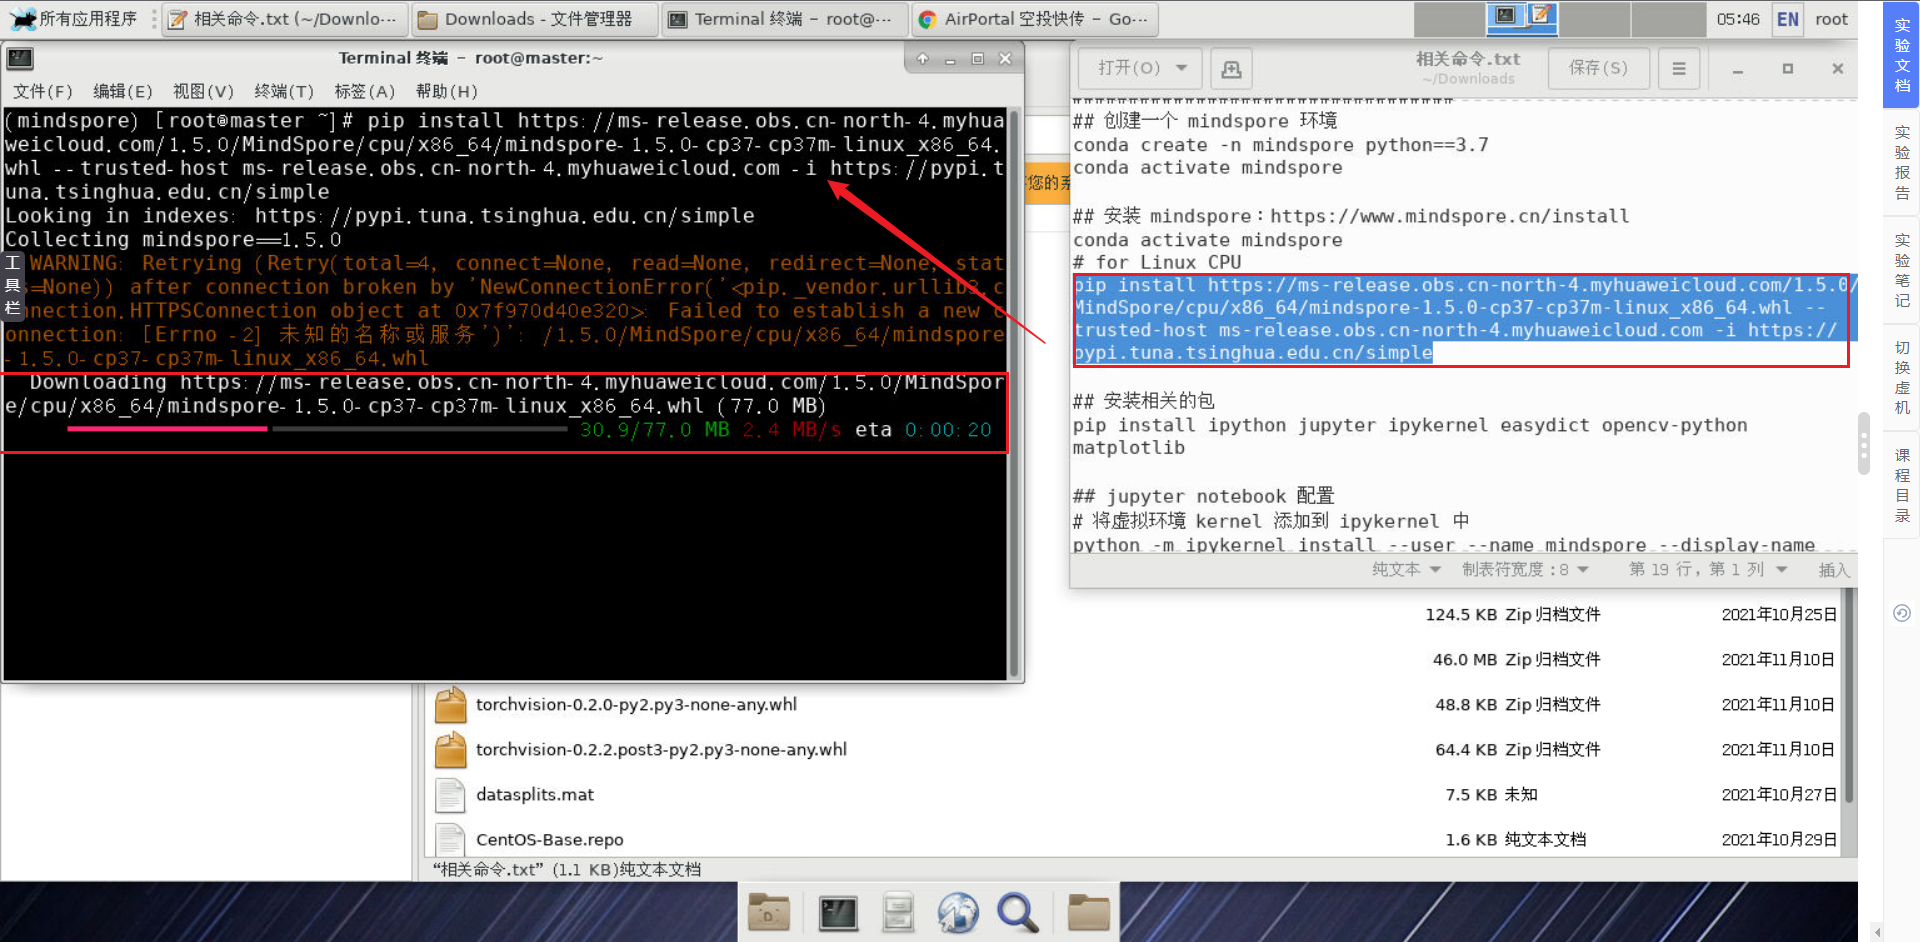 所有应用程序
相关命令.txt (~/Downlo···
Downloads - 文件管理器
Terminal 终端 - root@···
AirPortal 空投快传 - Go···
05:46
EN
root
Terminal 终端 - root@master:~
文件(F) 编辑(E) 视图(V) 终端(T) 标签(A) 帮助(H)
(mindspore) [root@master ~]# pip install https://ms-release.obs.cn-north-4.myhua
weicloud.com/1.5.0/MindSpore/cpu/x86_64/mindspore-1.5.0-cp37-cp37m-linux_x86_64.
whl --trusted-host ms-release.obs.cn-north-4.myhuaweicloud.com -i https://pypi.t
una.tsinghua.edu.cn/simple
Looking in indexes: https://pypi.tuna.tsinghua.edu.cn/simple
Collecting mindspore==1.5.0
WARNING: Retrying (Retry(total=4, connect=None, read=None, redirect=None, stat
s=None)) after connection broken by 'NewConnectionError('<pip._vendor.urllib3.c
nnection.HTTPSConnection object at 0x7f970d40e320>: Failed to establish a new c
onnection: [Errno -2] 未知的名称或服务')': /1.5.0/MindSpore/cpu/x86_64/mindspore
-1.5.0-cp37-cp37m-linux_x86_64.whl
Downloading https://ms-release.obs.cn-north-4.myhuaweicloud.com/1.5.0/MindSpor
e/cpu/x86_64/mindspore-1.5.0-cp37-cp37m-linux_x86_64.whl (77.0 MB)
30.9/77.0 MB 2.4 MB/s eta 0:00:20
工具栏
您的系
打开(O)
相关命令.txt
~/Downloads
保存(S)
##################################
## 创建一个 mindspore 环境
conda create -n mindspore python==3.7
conda activate mindspore
## 安装 mindspore：https://www.mindspore.cn/install
conda activate mindspore
# for Linux CPU
pip install https://ms-release.obs.cn-north-4.myhuaweicloud.com/1.5.0/
MindSpore/cpu/x86_64/mindspore-1.5.0-cp37-cp37m-linux_x86_64.whl --
trusted-host ms-release.obs.cn-north-4.myhuaweicloud.com -i https://
pypi.tuna.tsinghua.edu.cn/simple
## 安装相关的包
pip install ipython jupyter ipykernel easydict opencv-python
matplotlib
## jupyter notebook 配置
# 将虚拟环境 kernel 添加到 ipykernel 中
python -m ipykernel install --user --name mindspore --display-name
纯文本 制表符宽度：8 第 19 行，第 1 列 插入
124.5 KB Zip 归档文件 2021年10月25日
46.0 MB Zip 归档文件 2021年11月10日
torchvision-0.2.0-py2.py3-none-any.whl 48.8 KB Zip 归档文件 2021年11月10日
torchvision-0.2.2.post3-py2.py3-none-any.whl 64.4 KB Zip 归档文件 2021年11月10日
datasplits.mat 7.5 KB 未知 2021年10月27日
CentOS-Base.repo 1.6 KB 纯文本文档 2021年10月29日
“相关命令.txt” (1.1 KB)纯文本文档
实验文档
实验报告
实验笔记
切换虚机
课程目录